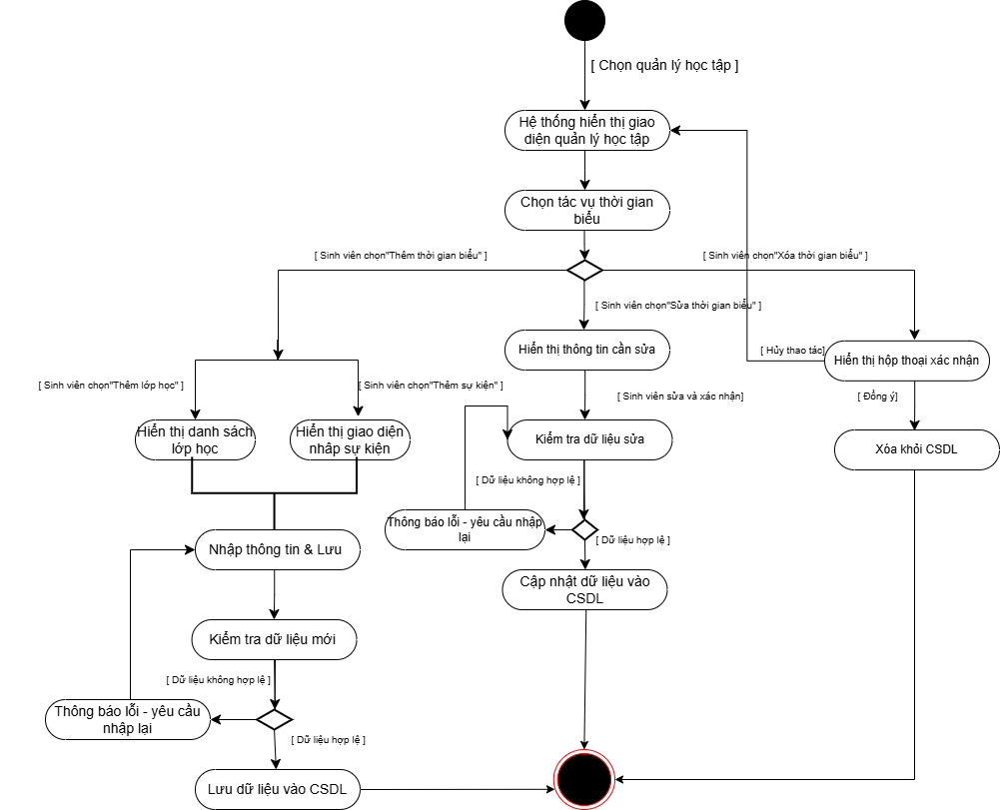 [ Chọn quản lý học tập ]
Hệ thống hiển thị giao
diện quản lý học tập
Chọn tác vụ thời gian
biểu
[ Sinh viên chọn"Thêm thời gian biểu" ]
[ Sinh viên chọn"Xóa thời gian biểu" ]
[ Sinh viên chọn"Sửa thời gian biểu" ]
Hiển thị thông tin cần sửa
[ Hủy thao tác]
Hiển thị hộp thoại xác nhận
[ Sinh viên chọn"Thêm lớp học" ]
[ Sinh viên chọn"Thêm sự kiện" ]
[ Sinh viên sửa và xác nhận]
[ Đồng ý]
Hiển thị danh sách
lớp học
Hiển thị giao diện
nhâp sự kiện
Kiểm tra dữ liệu sửa
Xóa khỏi CSDL
[ Dữ liệu không hợp lệ ]
Thông báo lỗi - yêu cầu nhập
lại
[ Dữ liệu hợp lệ ]
Nhập thông tin & Lưu
Cập nhật dữ liệu vào
CSDL
Kiểm tra dữ liệu mới
[ Dữ liệu không hợp lệ ]
Thông báo lỗi - yêu cầu
nhập lại
[ Dữ liệu hợp lệ ]
Lưu dữ liệu vào CSDL